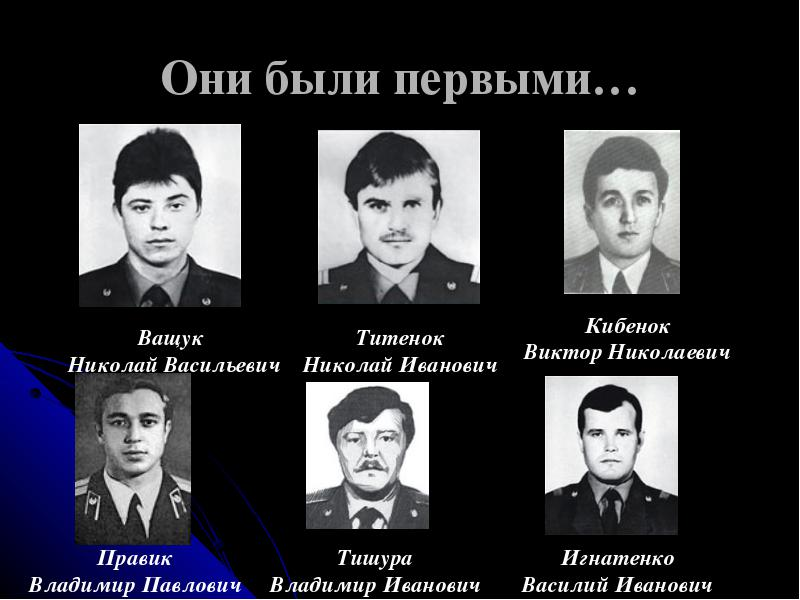 Они были первыми...
Ващук
Николай Васильевич
Титенок
Николай Иванович
Кибенок
Виктор Николаевич
Правик
Владимир Павлович
Тишура
Владимир Иванович
Игнатенко
Василий Иванович